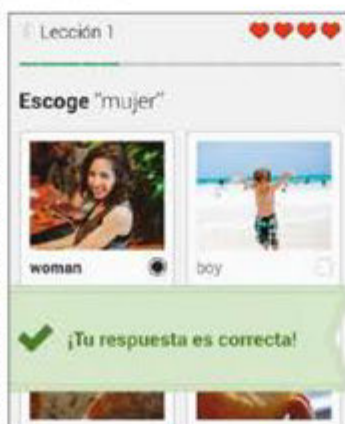 Lección 1
Escoge "mujer"
woman
boy
¡Tu respuesta es correcta!